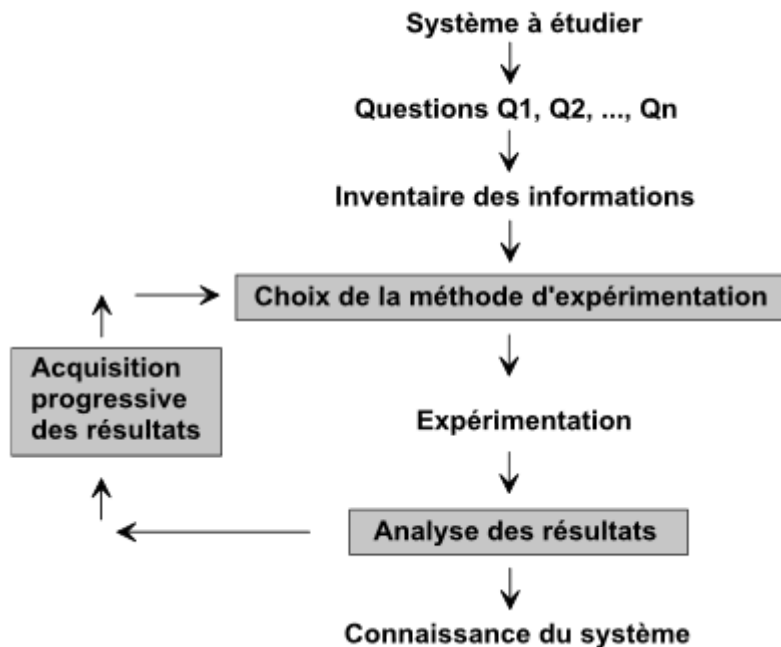 Système à étudier
Questions Q1, Q2, ..., Qn
Inventaire des informations
Choix de la méthode d'expérimentation
Acquisition
progressive
des résultats
Expérimentation
Analyse des résultats
Connaissance du système